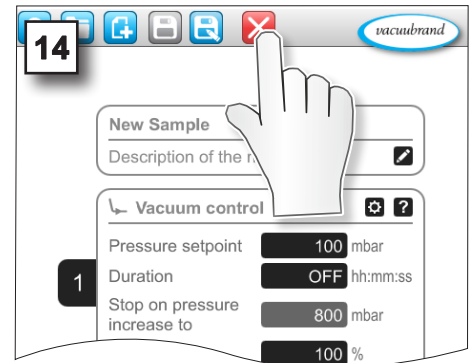 14
vacuubrand
New Sample
Description of the n
Vacuum control
?
Pressure setpoint 100 mbar
1
Duration OFF hh:mm:ss
Stop on pressure
increase to
800 mbar
100 %